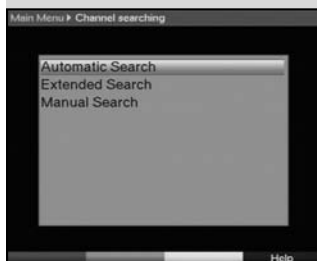 Main Menu ▶ Channel searching
Automatic Search
Extended Search
Manual Search
Help